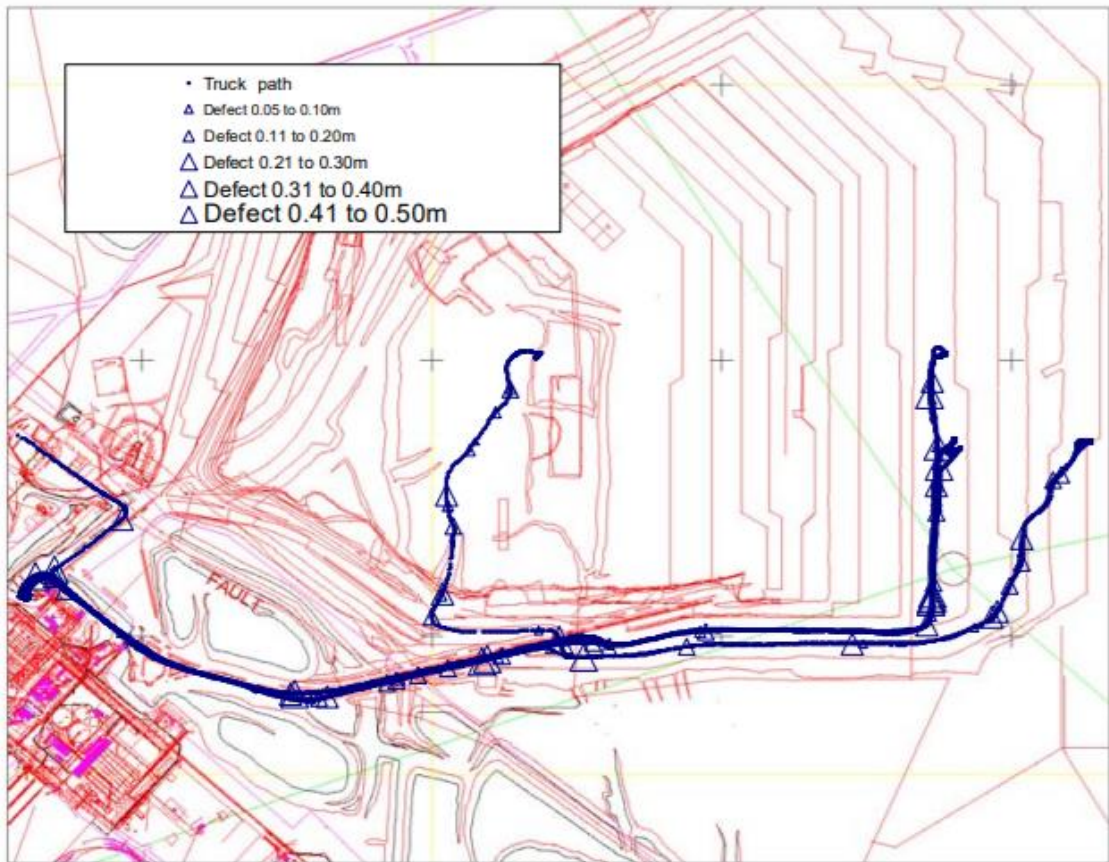 Truck path
Defect 0.05 to 0.10m
Defect 0.11 to 0.20m
Defect 0.21 to 0.30m
Defect 0.31 to 0.40m
Defect 0.41 to 0.50m
FAULT